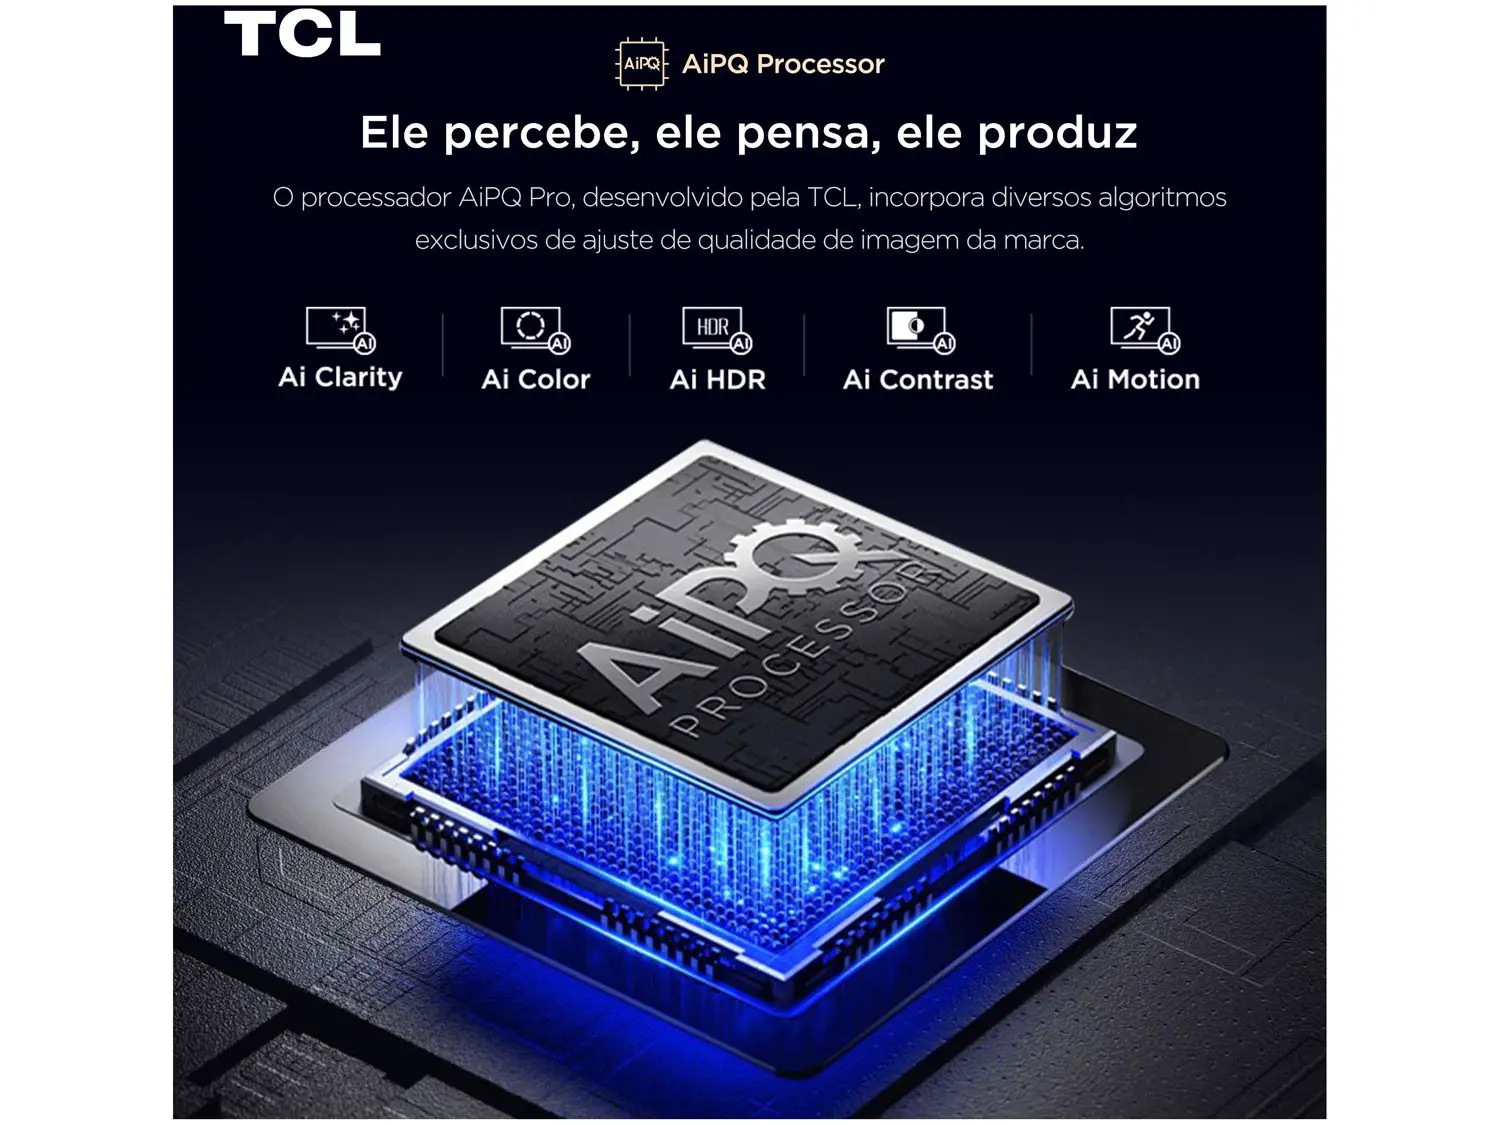 TCL
AiPQ AiPQ Processor
Ele percebe, ele pensa, ele produz
O processador AiPQ Pro, desenvolvido pela TCL, incorpora diversos algoritmos
exclusivos de ajuste de qualidade de imagem da marca.
AI AI HDR AI AI AI
Ai Clarity Ai Color Ai HDR Ai Contrast Ai Motion
AiPQ
PROCESSOR